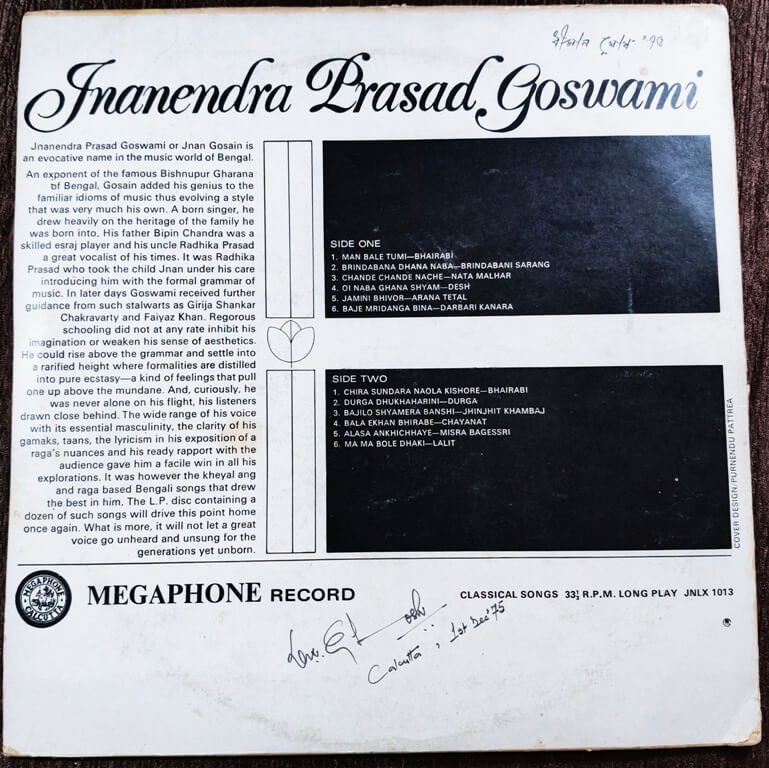 '৭৫
Jnanendra Prasad Goswami
Jnanendra Prasad Goswami or Jnan Gosain is
an evocative name in the music world of Bengal.
An exponent of the famous Bishnupur Gharana
of Bengal, Gosain added his genius to the
familiar idioms of music thus evolving a style
that was very much his own. A born singer, he
drew heavily on the heritage of the family he
was born into. His father Bipin Chandra was a
skilled esraj player and his uncle Radhika Prasad
a great vocalist of his times. It was Radhika
Prasad who took the child Jnan under his care
introducing him with the formal grammar of
music. In later days Goswami received further
guidance from such stalwarts as Girija Shankar
Chakravarty and Faiyaz Khan. Regorous
schooling did not at any rate inhibit his
imagination or weaken his sense of aesthetics.
He could rise above the grammar and settle into
a rarified height where formalities are distilled
into pure ecstasy—a kind of feelings that pull
one up above the mundane. And, curiously, he
was never alone on his flight, his listeners
drawn close behind. The wide range of his voice
with its essential masculinity, the clarity of his
gamaks, taans, the lyricism in his exposition of a
raga's nuances and his ready rapport with the
audience gave him a facile win in all his
explorations. It was however the kheyal ang
and raga based Bengali songs that drew
the best in him. The L.P. disc containing a
dozen of such songs will drive this point home
once again. What is more, it will not let a great
voice go unheard and unsung for the
generations yet unborn.
SIDE ONE
1. MAN BALE TUMI—BHAIRABI
2. BRINDABANA DHANA NABA—BRINDABANI SARANG
3. CHANDE CHANDE NACHE—NATA MALHAR
4. OI NABA GHANA SHYAM—DESH
5. JAMINI BHIVOR—ARANA TETAL
6. BAJE MRIDANGA BINA—DARBARI KANARA
SIDE TWO
1. CHIRA SUNDARA NAOLA KISHORE—BHAIRABI
2. DURGA DHUKHAHARINI—DURGA
3. BAJILO SHYAMERA BANSHI—JHINJHIT KHAMBAJ
4. BALA EKHAN BHIRABE—CHAYANAT
5. ALASA ANKHICHHAYE—MISRA BAGESSRI
6. MA MA BOLE DHAKI—LALIT
COVER DESIGN: PURNENDU PATTREA
MEGAPHONE
CALCUTTA
MEGAPHONE RECORD
CLASSICAL SONGS 33⅓ R.P.M. LONG PLAY JNLX 1013
Calcutta, 1st Dec '75